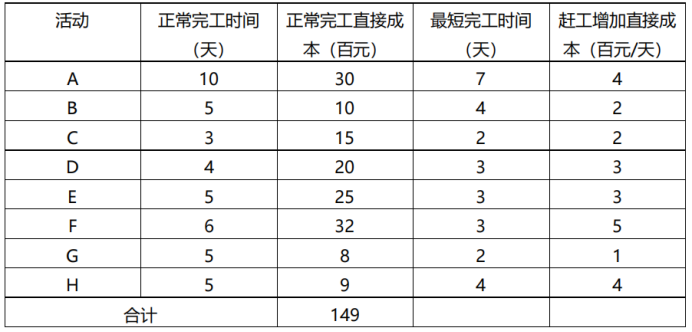 活动 正常完工时间（天） 正常完工直接成本（百元） 最短完工时间（天） 赶工增加直接成本（百元/天）
A 10 30 7 4
B 5 10 4 2
C 3 15 2 2
D 4 20 3 3
E 5 25 3 3
F 6 32 3 5
G 5 8 2 1
H 5 9 4 4
合计 149